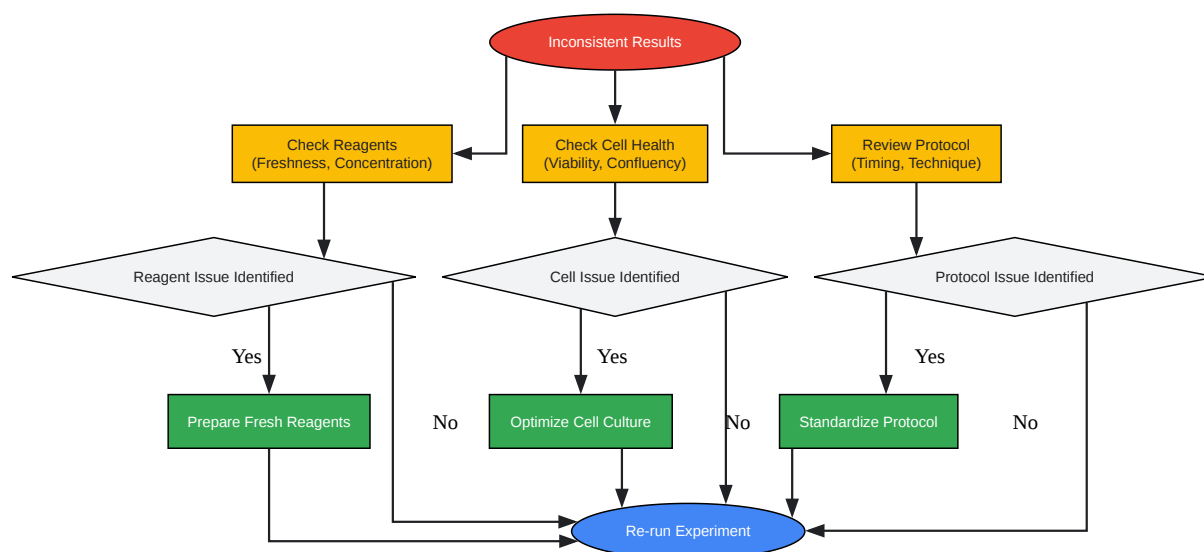 Inconsistent Results
Check Reagents
(Freshness, Concentration)
Check Cell Health
(Viability, Confluency)
Review Protocol
(Timing, Technique)
Reagent Issue Identified
Cell Issue Identified
Protocol Issue Identified
Yes
Yes
Yes
Prepare Fresh Reagents
No
Optimize Cell Culture
No
Standardize Protocol
No
Re-run Experiment